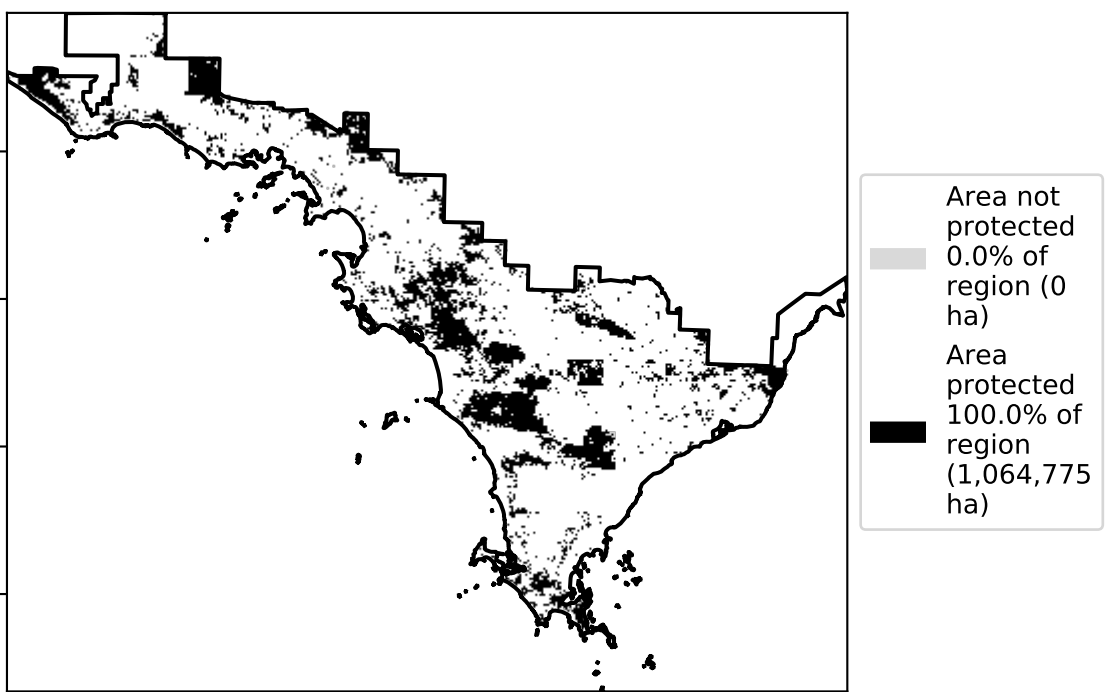 Area not
protected
0.0% of
region (0
ha)
Area
protected
100.0% of
region
(1,064,775
ha)